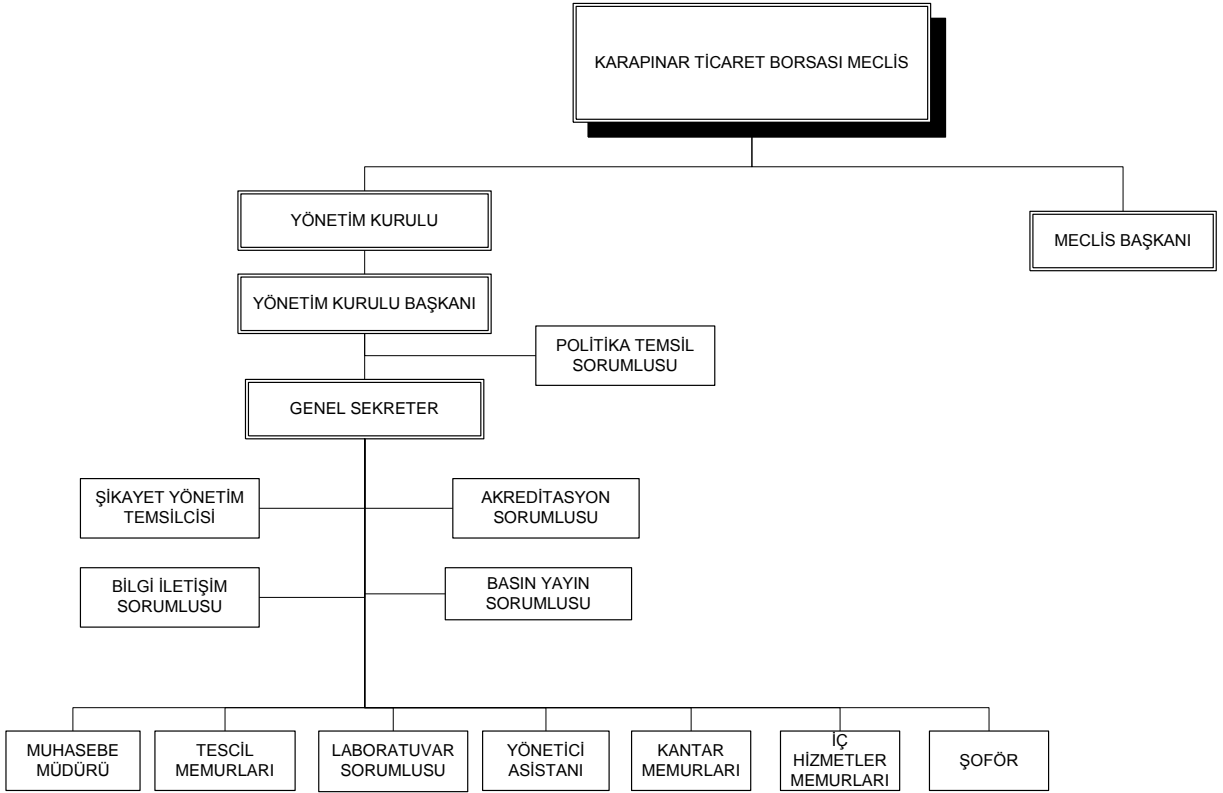 KARAPINAR TİCARET BORSASI MECLİS
YÖNETİM KURULU
MECLİS BAŞKANI
YÖNETİM KURULU BAŞKANI
POLİTİKA TEMSİL
SORUMLUSU
GENEL SEKRETER
ŞİKAYET YÖNETİM
TEMSİLCİSİ
AKREDİTASYON
SORUMLUSU
BİLGİ İLETİŞİM
SORUMLUSU
BASIN YAYIN
SORUMLUSU
MUHASEBE
MÜDÜRÜ
TESCİL
MEMURLARI
LABORATUVAR
SORUMLUSU
YÖNETİCİ
ASİSTANI
KANTAR
MEMURLARI
İÇ
HİZMETLER
MEMURLARI
ŞOFÖR